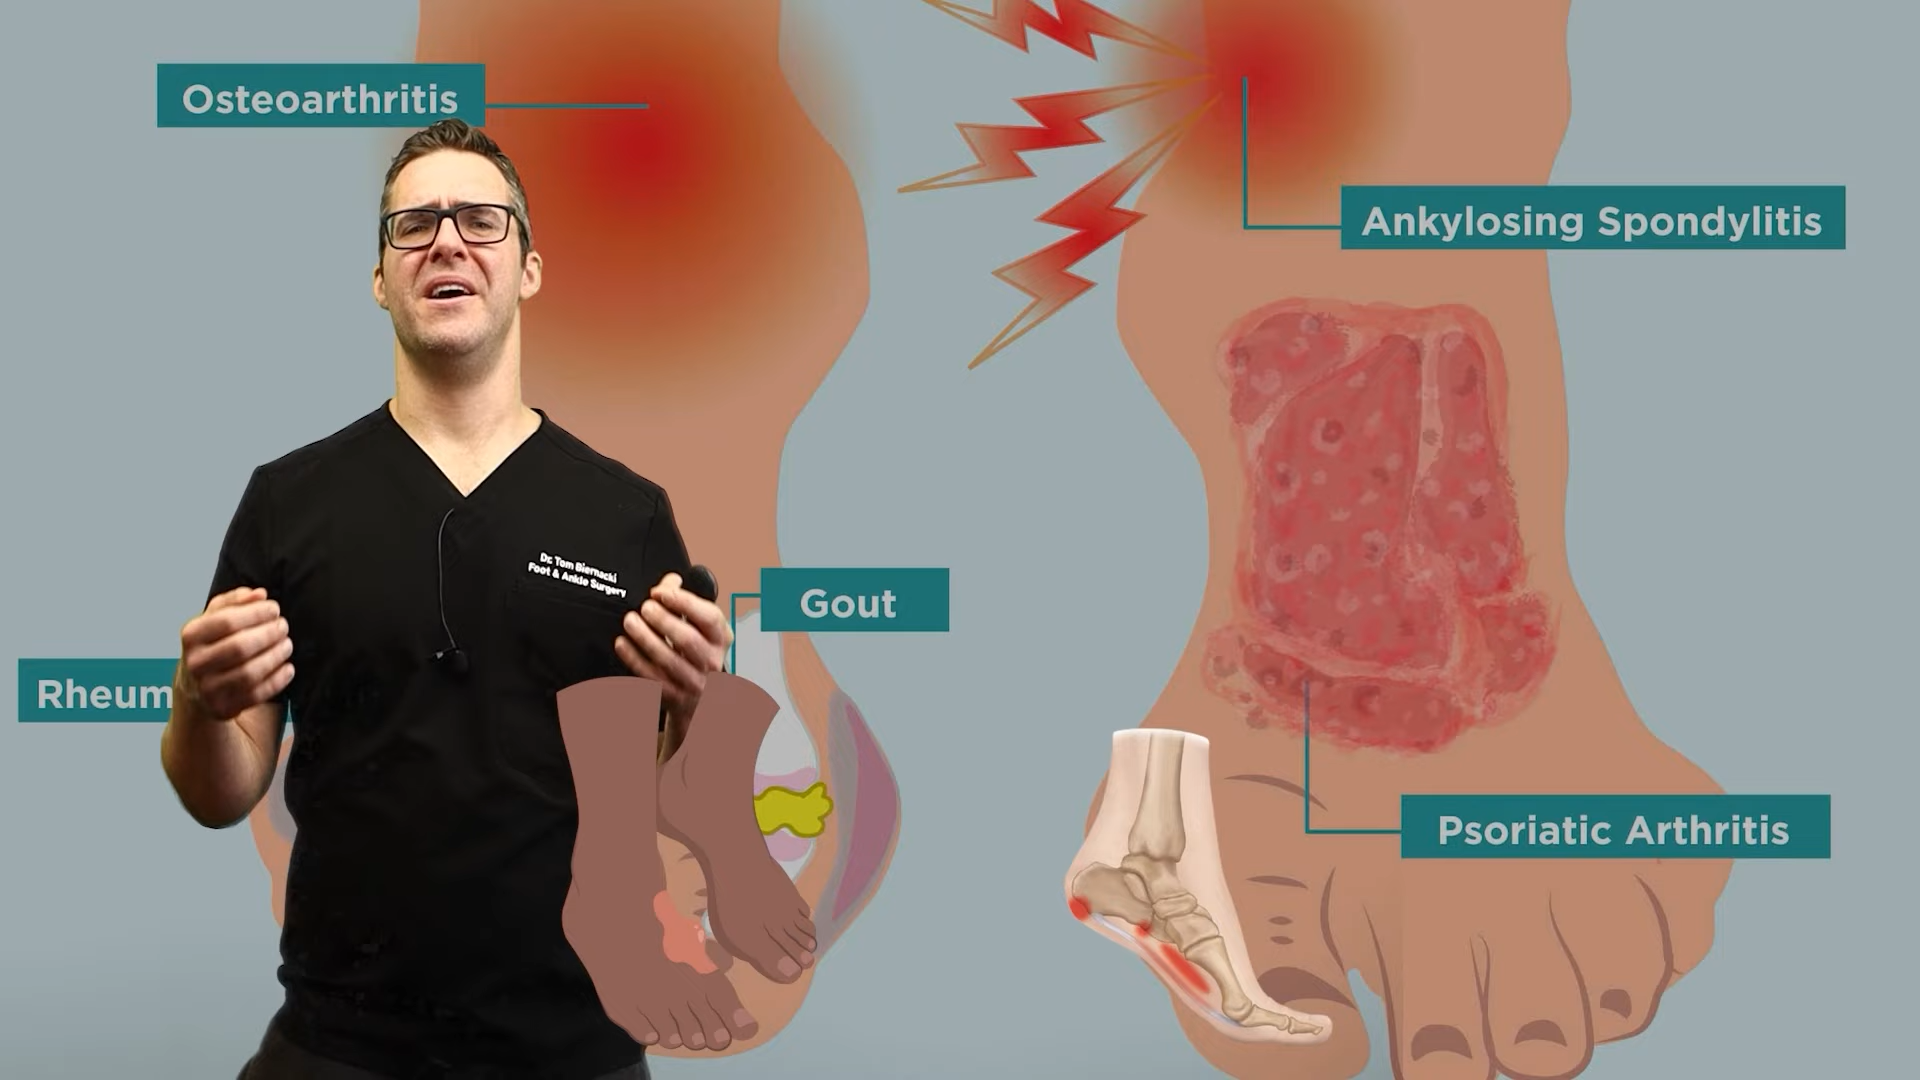 Osteoarthritis
Ankylosing Spondylitis
Dr. Tom Biernacki
Foot & Ankle Surgery
Gout
Rheum
Psoriatic Arthritis